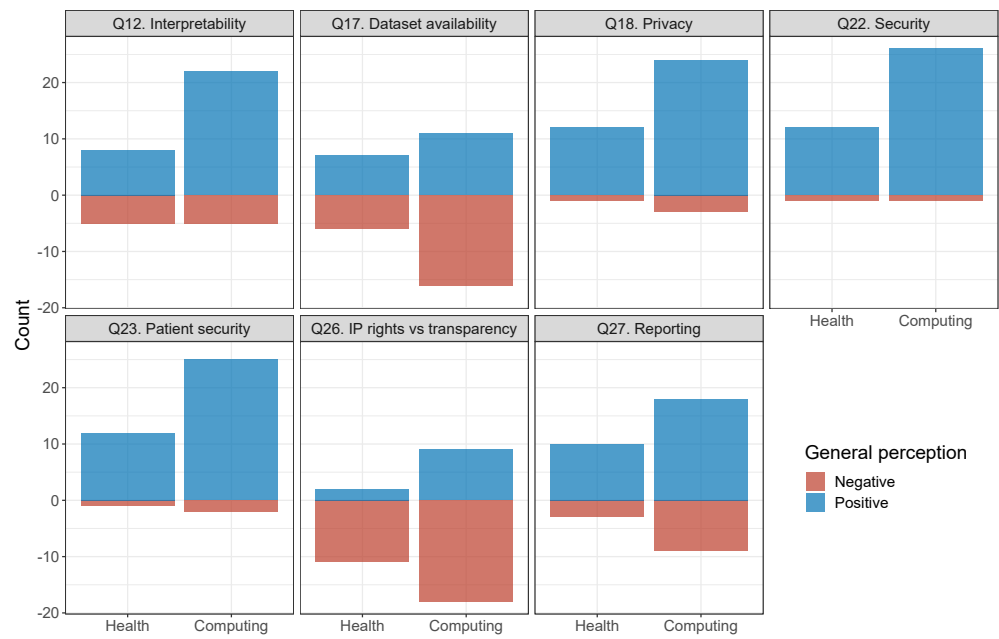 Q12. Interpretability
Q17. Dataset availability
Q18. Privacy
Q22. Security
20
10
0
-10
-20
Health
Computing
Count
Q23. Patient security
Q26. IP rights vs transparency
Q27. Reporting
20
10
0
-10
-20
Health
Computing
Health
Computing
Health
Computing
General perception
Negative
Positive